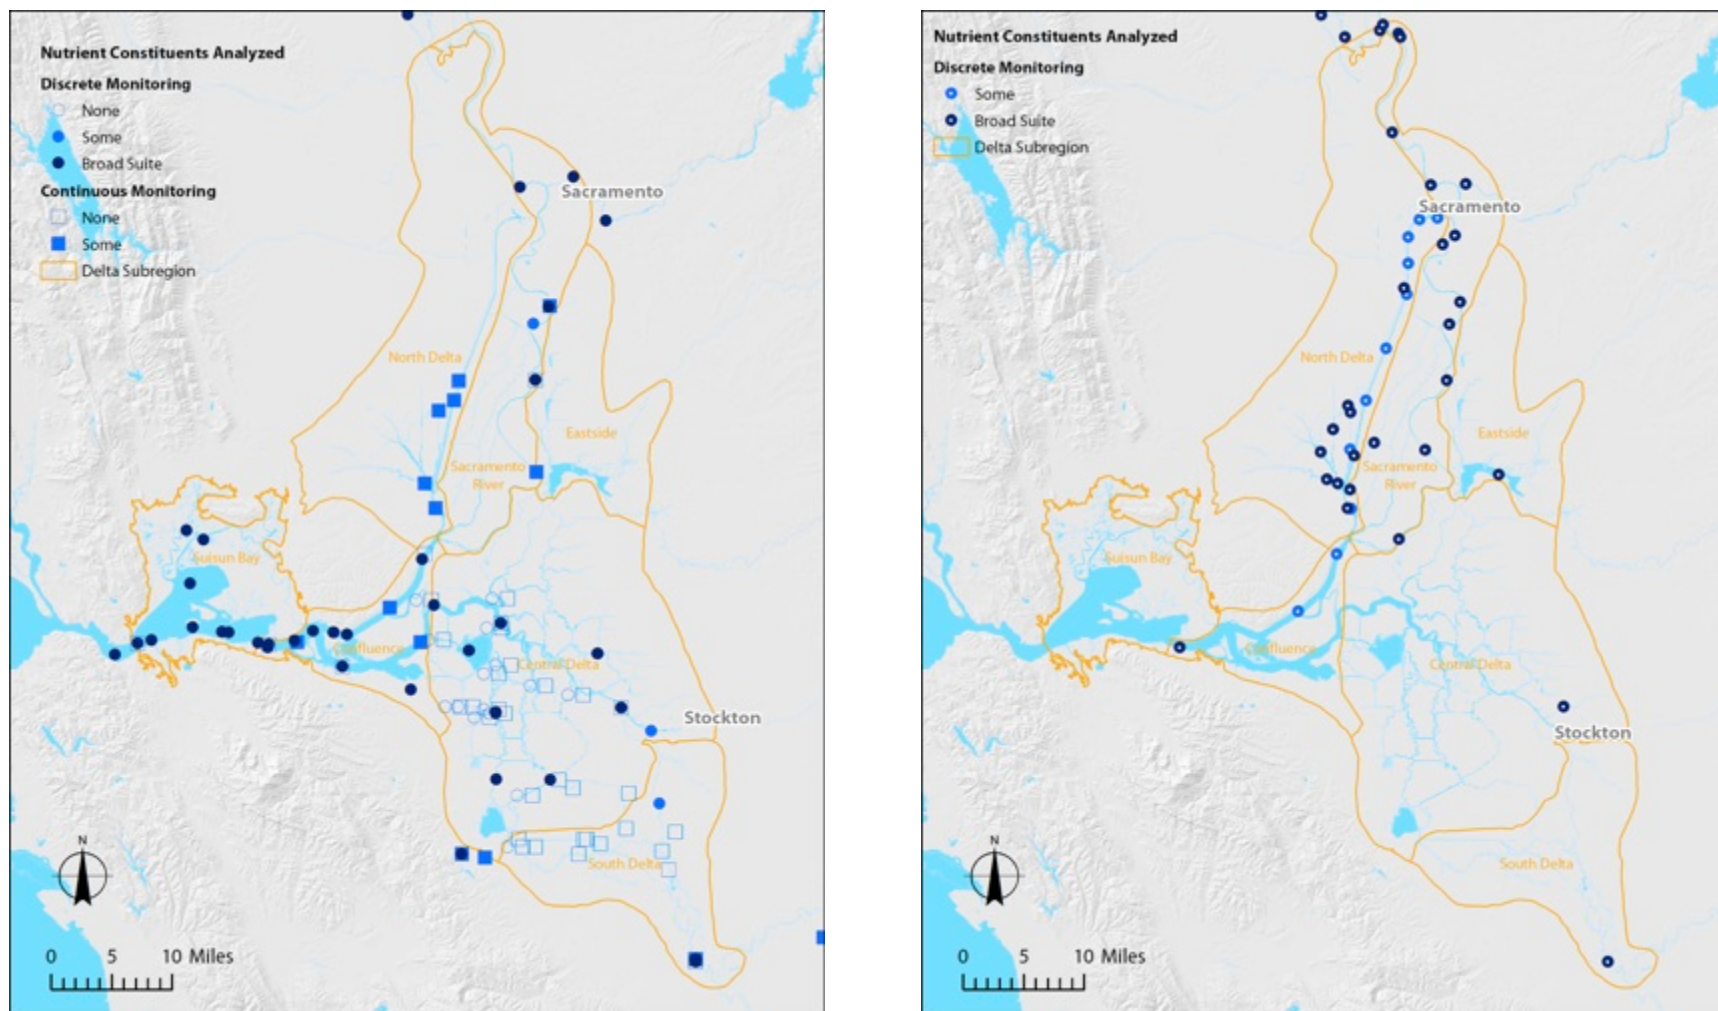 Nutrient Constituents Analyzed
Discrete Monitoring
None
Some
Broad Suite
Continuous Monitoring
None
Some
Delta Subregion
Sacramento
North Delta
Eastside
Sacramento
River
Suisun Bay
Confluence
Central Delta
Stockton
South Delta
N
0 5 10 Miles
Nutrient Constituents Analyzed
Discrete Monitoring
Some
Broad Suite
Delta Subregion
Sacramento
North Delta
Eastside
Sacramento
River
Suisun Bay
Confluence
Central Delta
Stockton
South Delta
N
0 5 10 Miles